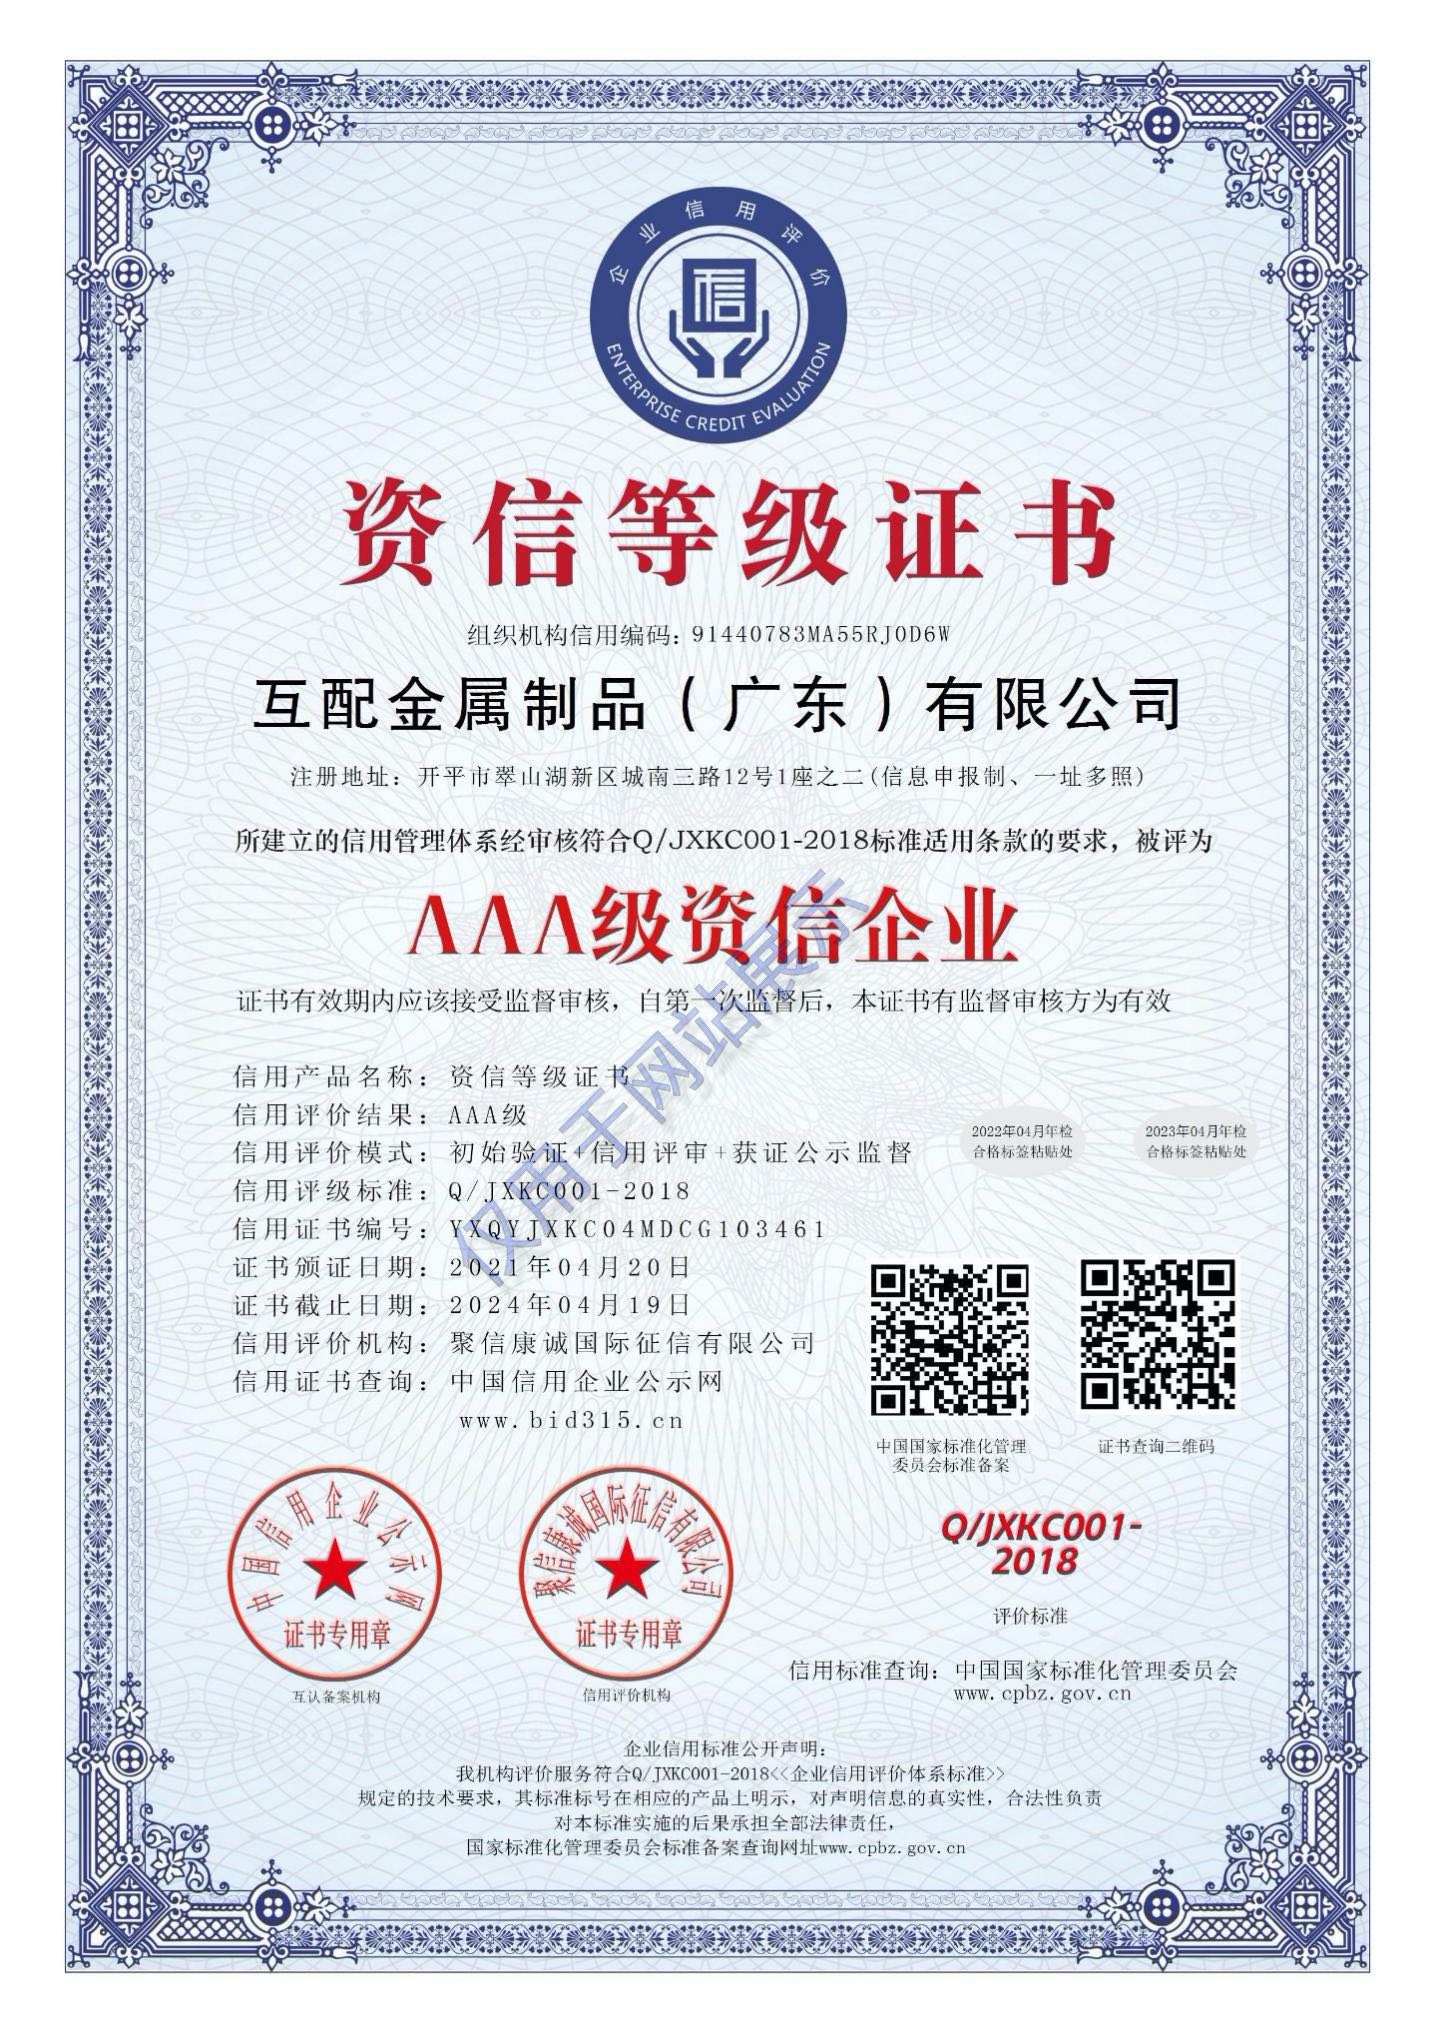 企业信用评价
信
ENTERPRISE CREDIT EVALUATION
资信等级证书
组织机构信用编码：91440783MA55RJ0D6W
互配金属制品（广东）有限公司
注册地址：开平市翠山湖新区城南三路12号1座之二(信息申报制、一址多照)
所建立的信用管理体系经审核符合Q/JXKC001-2018标准适用条款的要求，被评为
AAA级资信企业
证书有效期内应该接受监督审核，自第一次监督后，本证书有监督审核方为有效
信用产品名称：资信等级证书
信用评价结果：AAA级
信用评价模式：初始验证+信用评审+获证公示监督
信用评级标准：Q/JXKC001-2018
信用证书编号：YXQYJXKC04MDCG103461
证书颁证日期：2021年04月20日
证书截止日期：2024年04月19日
信用评价机构：聚信康诚国际征信有限公司
信用证书查询：中国信用企业公示网
www.bid315.cn
仅用于网站展示
2022年04月年检
合格标签粘贴处
2023年04月年检
合格标签粘贴处
中国国家标准化管理
委员会标准备案
证书查询二维码
中国信用企业公示网
证书专用章
互认备案机构
聚信康诚国际征信有限公司
证书专用章
信用评价机构
Q/JXKC001-
2018
评价标准
信用标准查询：中国国家标准化管理委员会
www.cpbz.gov.cn
企业信用标准公开声明：
我机构评价服务符合Q/JXKC001-2018<<企业信用评价体系标准>>
规定的技术要求，其标准标号在相应的产品上明示，对声明信息的真实性，合法性负责
对本标准实施的后果承担全部法律责任，
国家标准化管理委员会标准备案查询网址www.cpbz.gov.cn